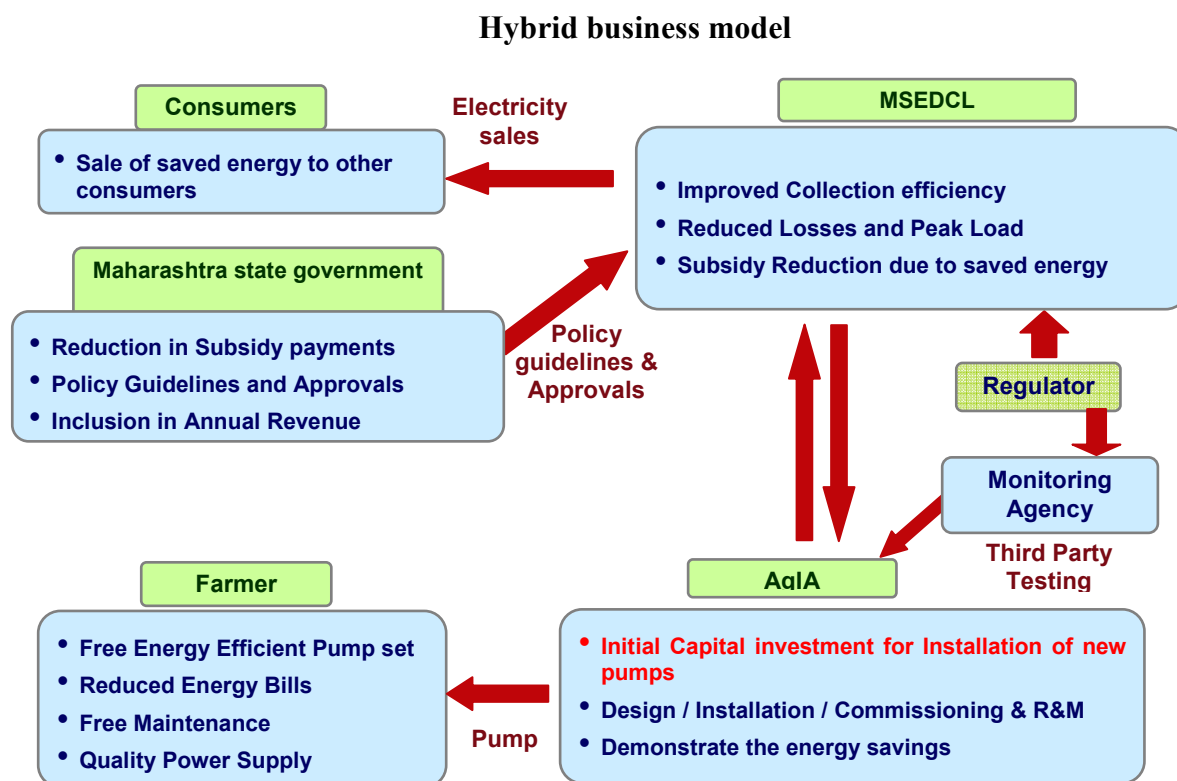 Hybrid business model
Consumers
• Sale of saved energy to other
consumers
Electricity
sales
MSEDCL
• Improved Collection efficiency
• Reduced Losses and Peak Load
• Subsidy Reduction due to saved energy
Maharashtra state government
• Reduction in Subsidy payments
• Policy Guidelines and Approvals
• Inclusion in Annual Revenue
Policy
guidelines &
Approvals
Regulator
Monitoring
Agency
Third Party
Testing
Farmer
• Free Energy Efficient Pump set
• Reduced Energy Bills
• Free Maintenance
• Quality Power Supply
Pump
AgIA
• Initial Capital investment for Installation of new
pumps
• Design / Installation / Commissioning & R&M
• Demonstrate the energy savings